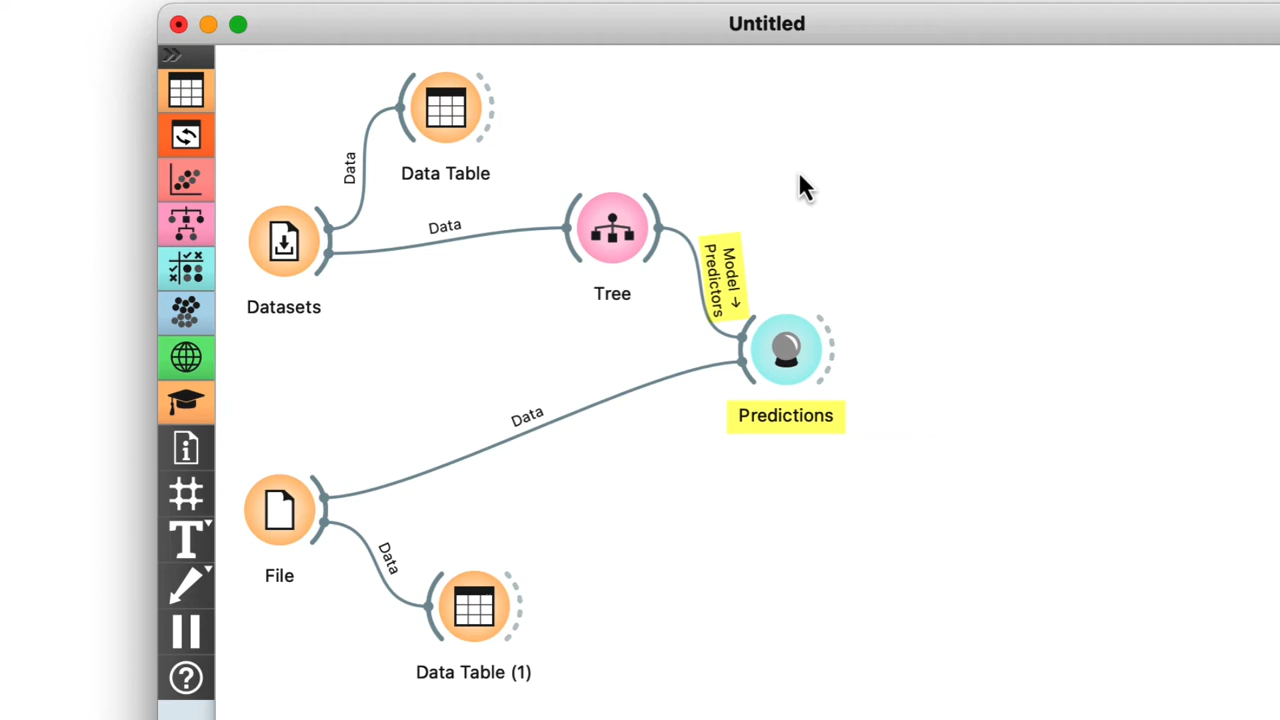 Untitled
Data Table
Data
Data
Datasets
Tree
Model →
Predictors
Predictions
Data
File
Data
Data Table (1)
T
?